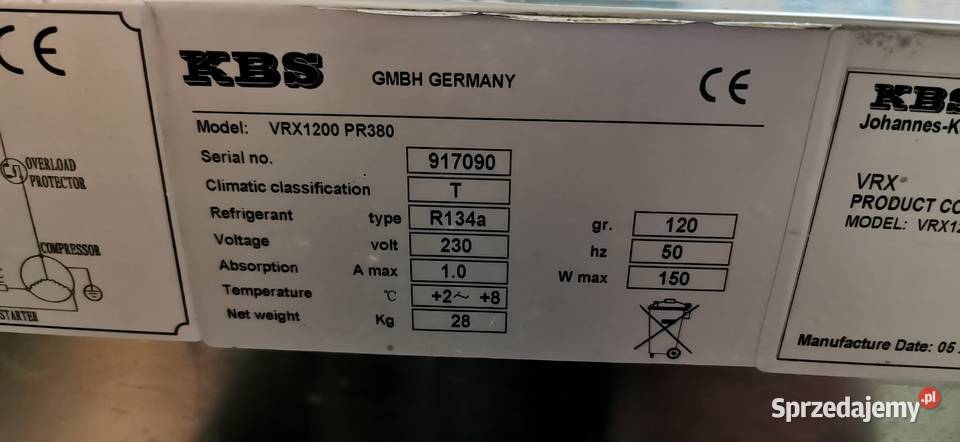 CE
OVERLOAD
PROTECTOR
COMPRESSOR
STARTER
KBS GMBH GERMANY CE
Model: VRX1200 PR380
Serial no. 917090
Climatic classification T
Refrigerant type R134a gr. 120
Voltage volt 230 hz 50
Absorption A max 1.0 W max 150
Temperature °C +2~ +8
Net weight Kg 28
KBS
Johannes-K
VRX
PRODUCT CO
MODEL: VRX12
Manufacture Date: 05
Sprzedajemy.pl